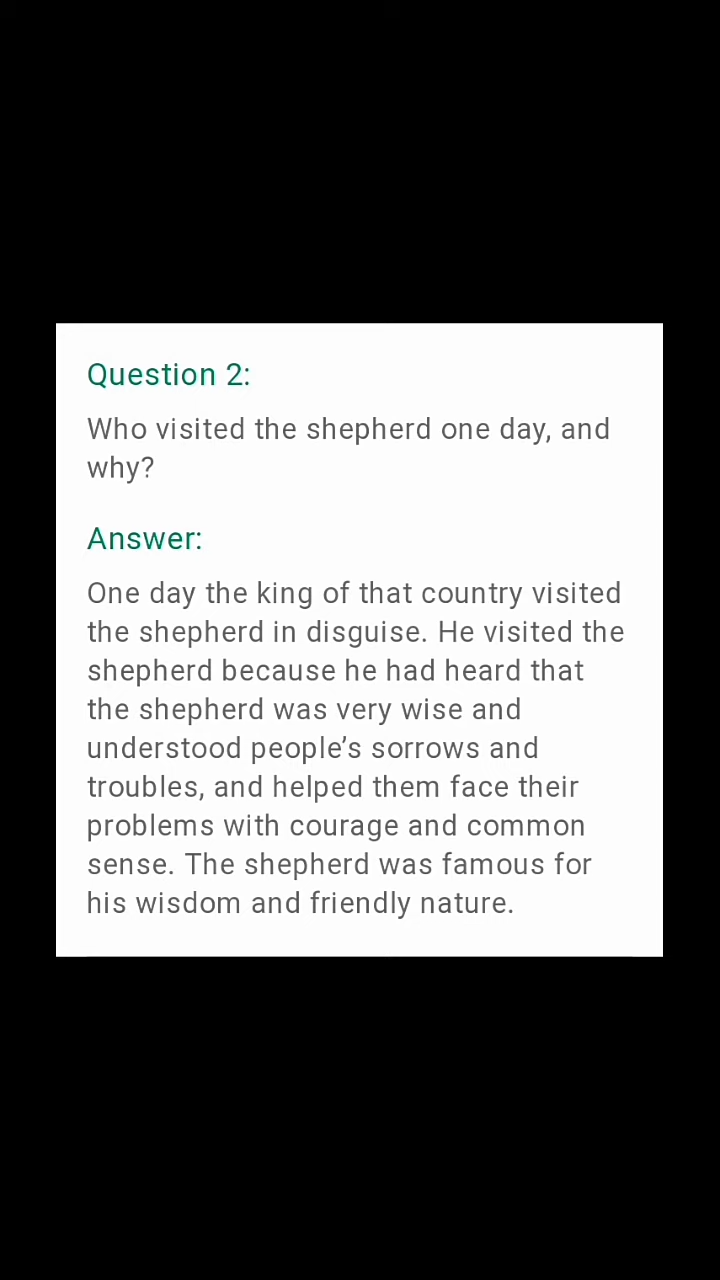 Question 2:
Who visited the shepherd one day, and
why?
Answer:
One day the king of that country visited
the shepherd in disguise. He visited the
shepherd because he had heard that
the shepherd was very wise and
understood people’s sorrows and
troubles, and helped them face their
problems with courage and common
sense. The shepherd was famous for
his wisdom and friendly nature.